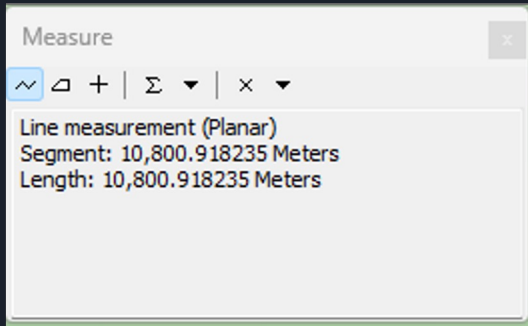 Measure
Line measurement (Planar)
Segment: 10,800.918235 Meters
Length: 10,800.918235 Meters